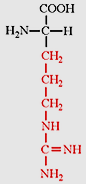 COOH
H₂N-C-H
CH₂
CH₂
CH₂
NH
C=NH
NH₂